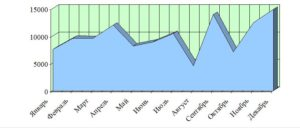 15000
10000
5000
0
Январь
Февраль
Март
Апрель
Май
Июнь
Июль
Август
Сентябрь
Октябрь
Ноябрь
Декабрь